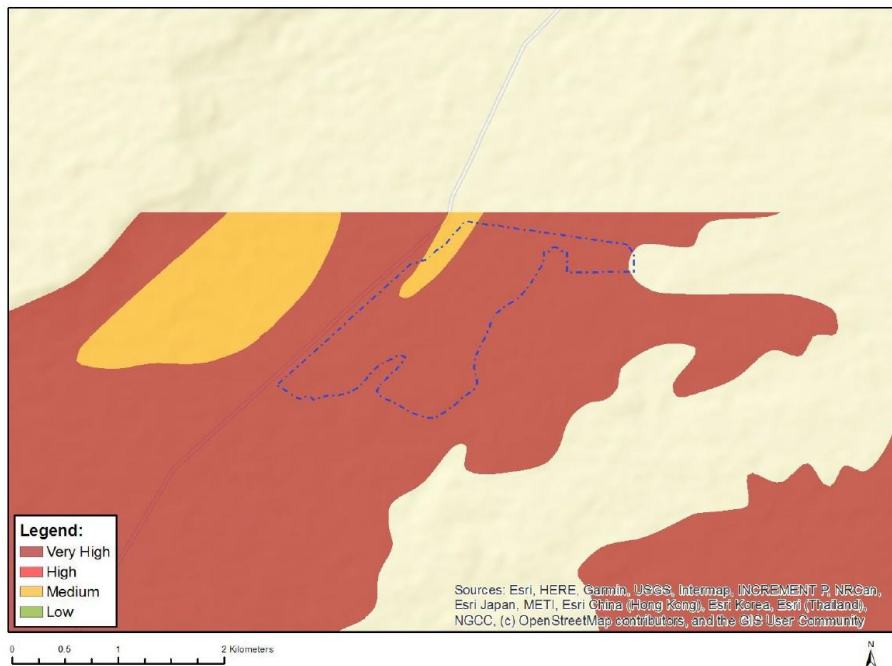 Legend:
Very High
High
Medium
Low
Sources: Esri, HERE, Garmin, USGS, Intermap, INCREMENT P, NRCan,
Esri Japan, METI, Esri China (Hong Kong), Esri Korea, Esri (Thailand),
NGCC, (c) OpenStreetMap contributors, and the GIS User Community
0 0.5 1 2 Kilometers
N